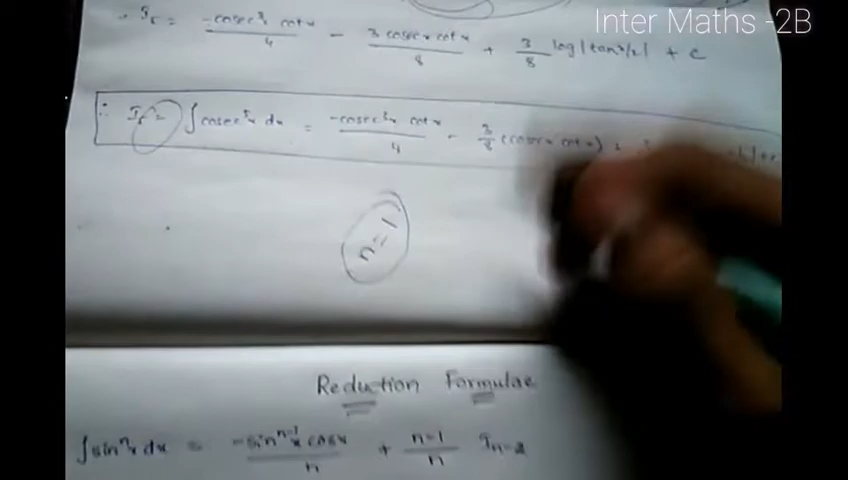 Inter Maths -2B
∴ I₅ = -cosec³x cotx/4 - 3 cosecx cotx/8 + 3/8 log|tanx/2| + c
∴ I₅ = ∫cosec⁵x dx = -cosec³x cotx/4 - 3/8 (cosecx cotx) +
n=1
Reduction Formulae
∫sinⁿx dx = -sinⁿ⁻¹x cosx/n + n-1/n Iₙ₋₂